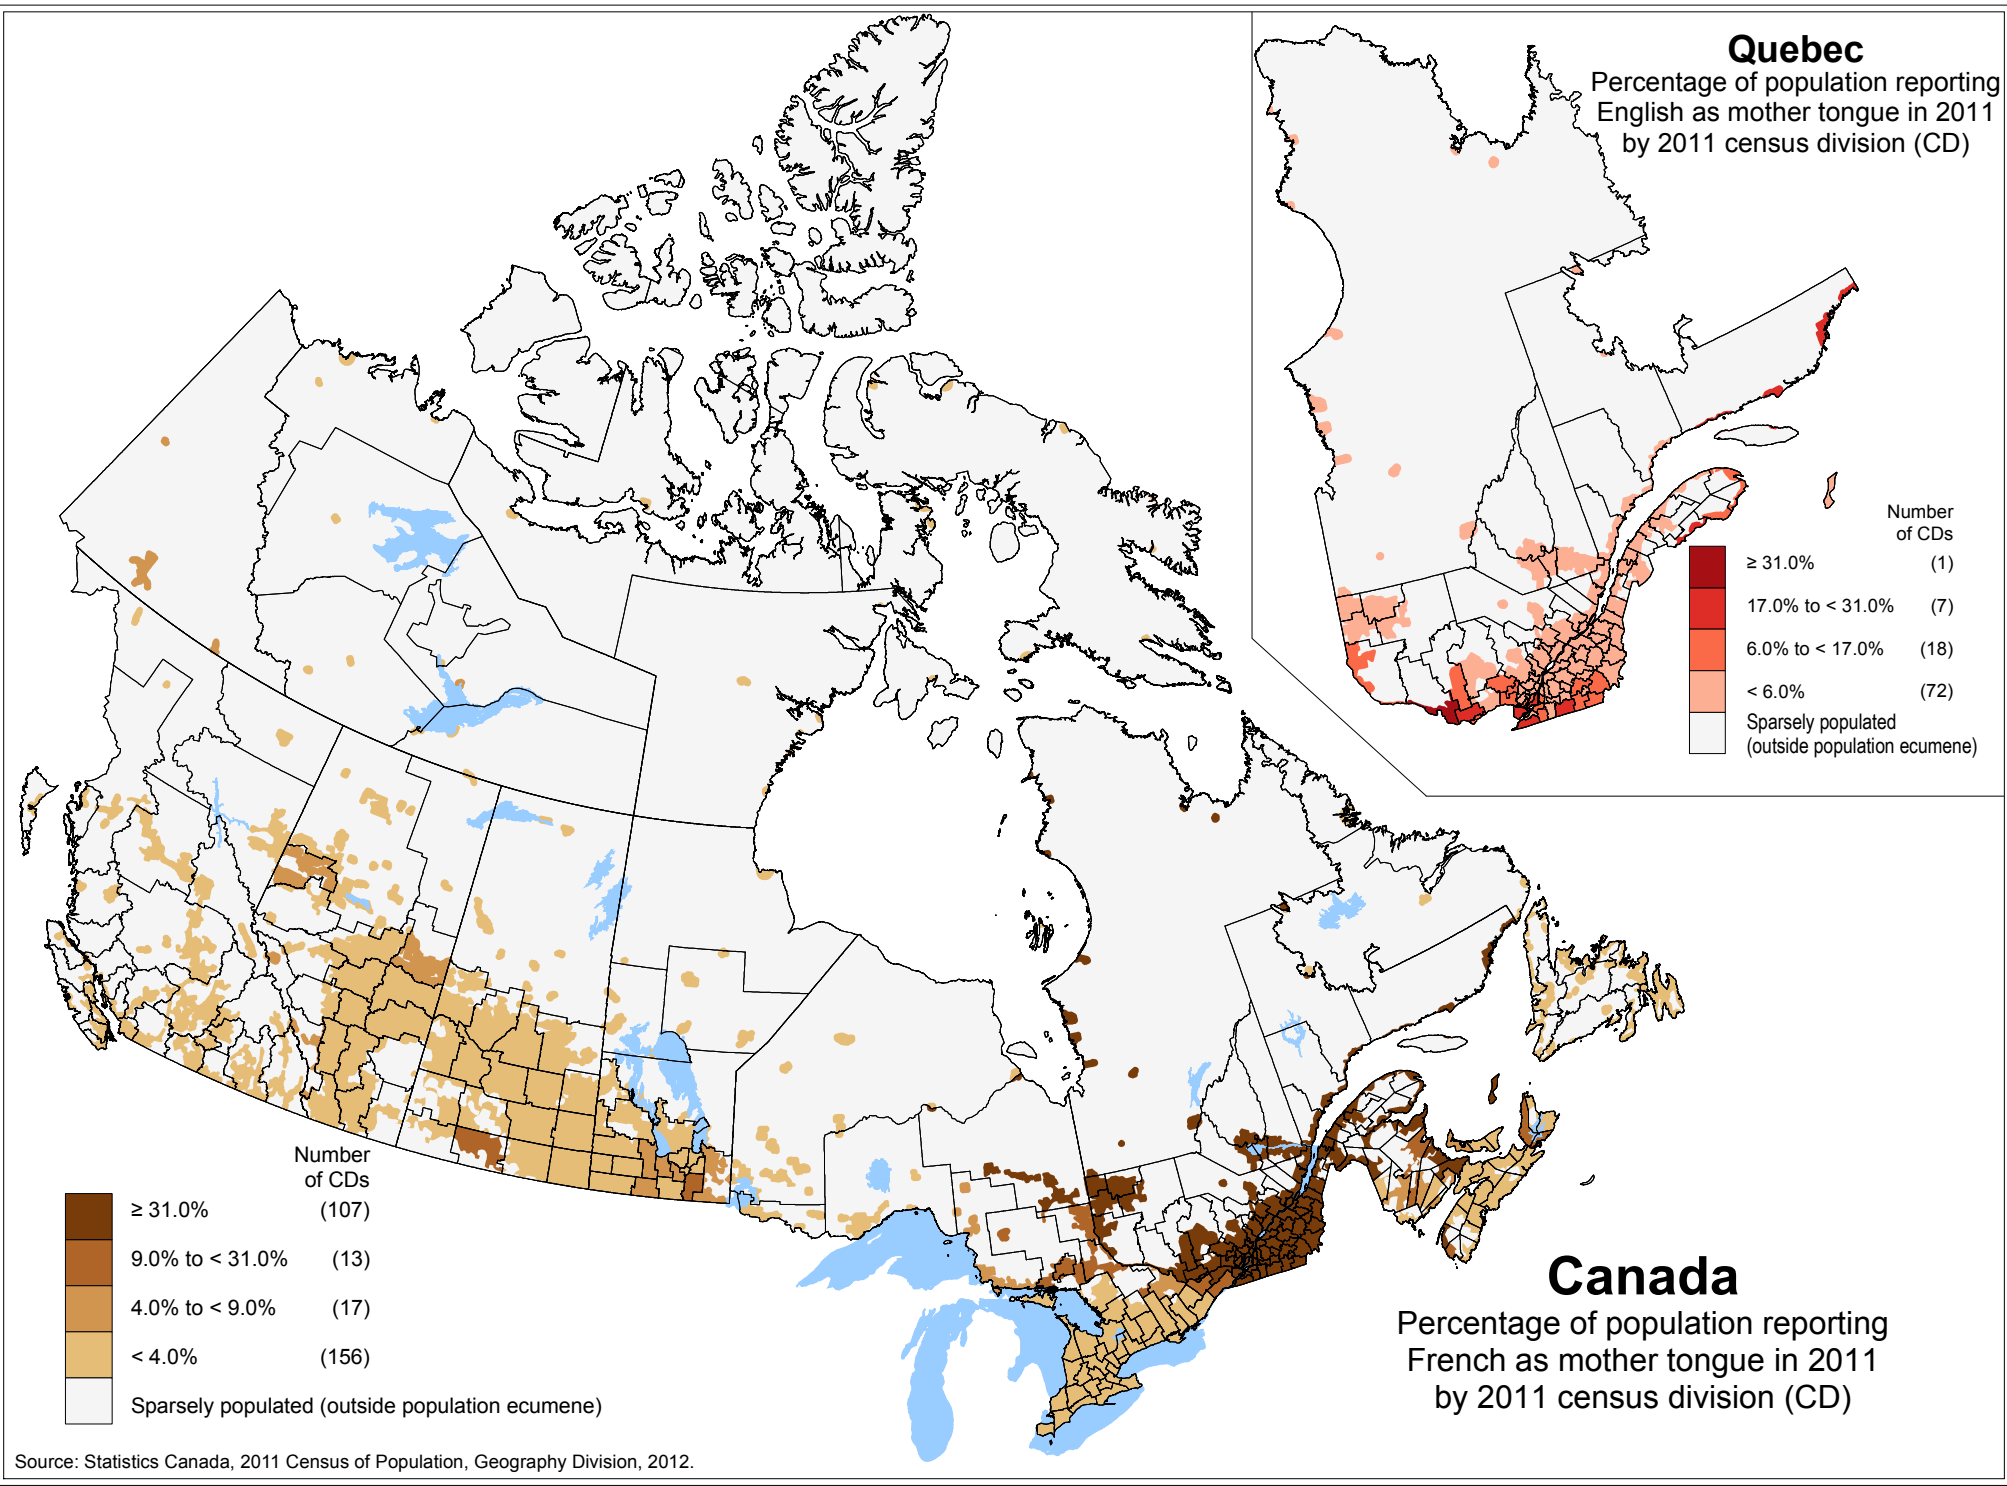 Quebec
Percentage of population reporting
English as mother tongue in 2011
by 2011 census division (CD)
Number
of CDs
≥ 31.0% (1)
17.0% to < 31.0% (7)
6.0% to < 17.0% (18)
< 6.0% (72)
Sparsely populated
(outside population ecumene)
Number
of CDs
≥ 31.0% (107)
9.0% to < 31.0% (13)
4.0% to < 9.0% (17)
< 4.0% (156)
Sparsely populated (outside population ecumene)
Canada
Percentage of population reporting
French as mother tongue in 2011
by 2011 census division (CD)
Source: Statistics Canada, 2011 Census of Population, Geography Division, 2012.